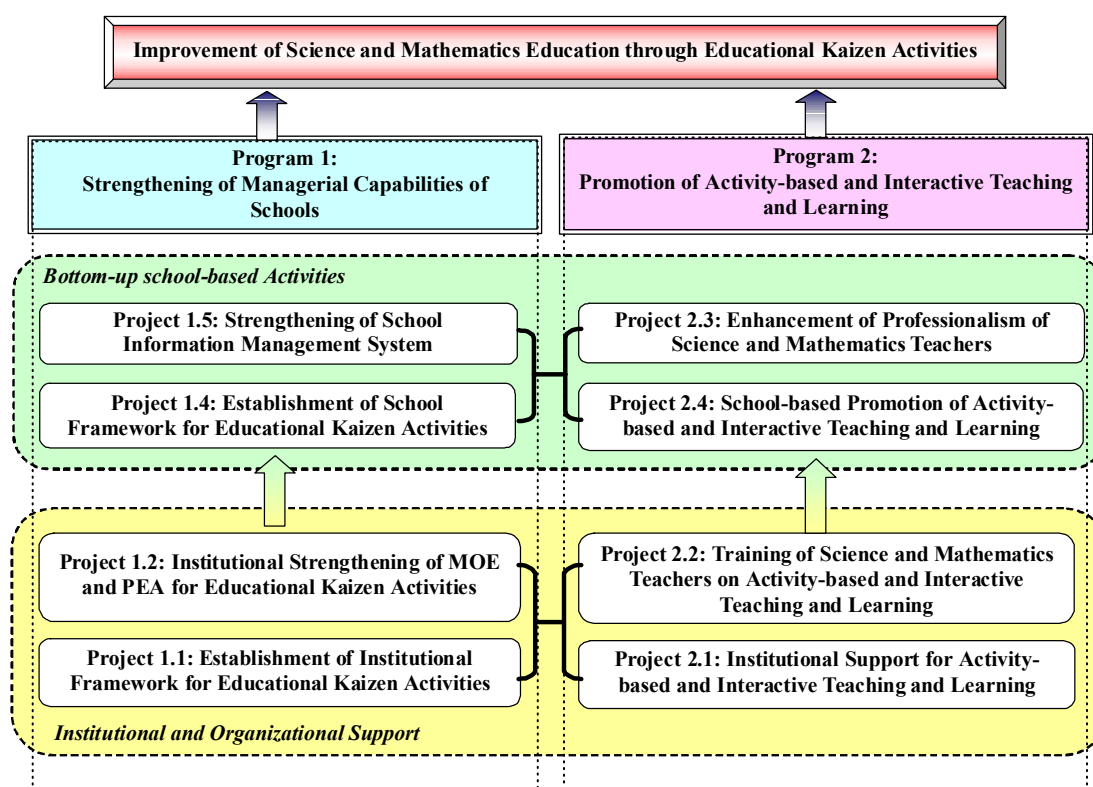 Improvement of Science and Mathematics Education through Educational Kaizen Activities
Program 1:
Strengthening of Managerial Capabilities of
Schools
Program 2:
Promotion of Activity-based and Interactive Teaching
and Learning
Bottom-up school-based Activities
Project 1.5: Strengthening of School
Information Management System
Project 2.3: Enhancement of Professionalism of
Science and Mathematics Teachers
Project 1.4: Establishment of School
Framework for Educational Kaizen Activities
Project 2.4: School-based Promotion of Activity-
based and Interactive Teaching and Learning
Project 1.2: Institutional Strengthening of MOE
and PEA for Educational Kaizen Activities
Project 2.2: Training of Science and Mathematics
Teachers on Activity-based and Interactive
Teaching and Learning
Project 1.1: Establishment of Institutional
Framework for Educational Kaizen Activities
Project 2.1: Institutional Support for Activity-
based and Interactive Teaching and Learning
Institutional and Organizational Support